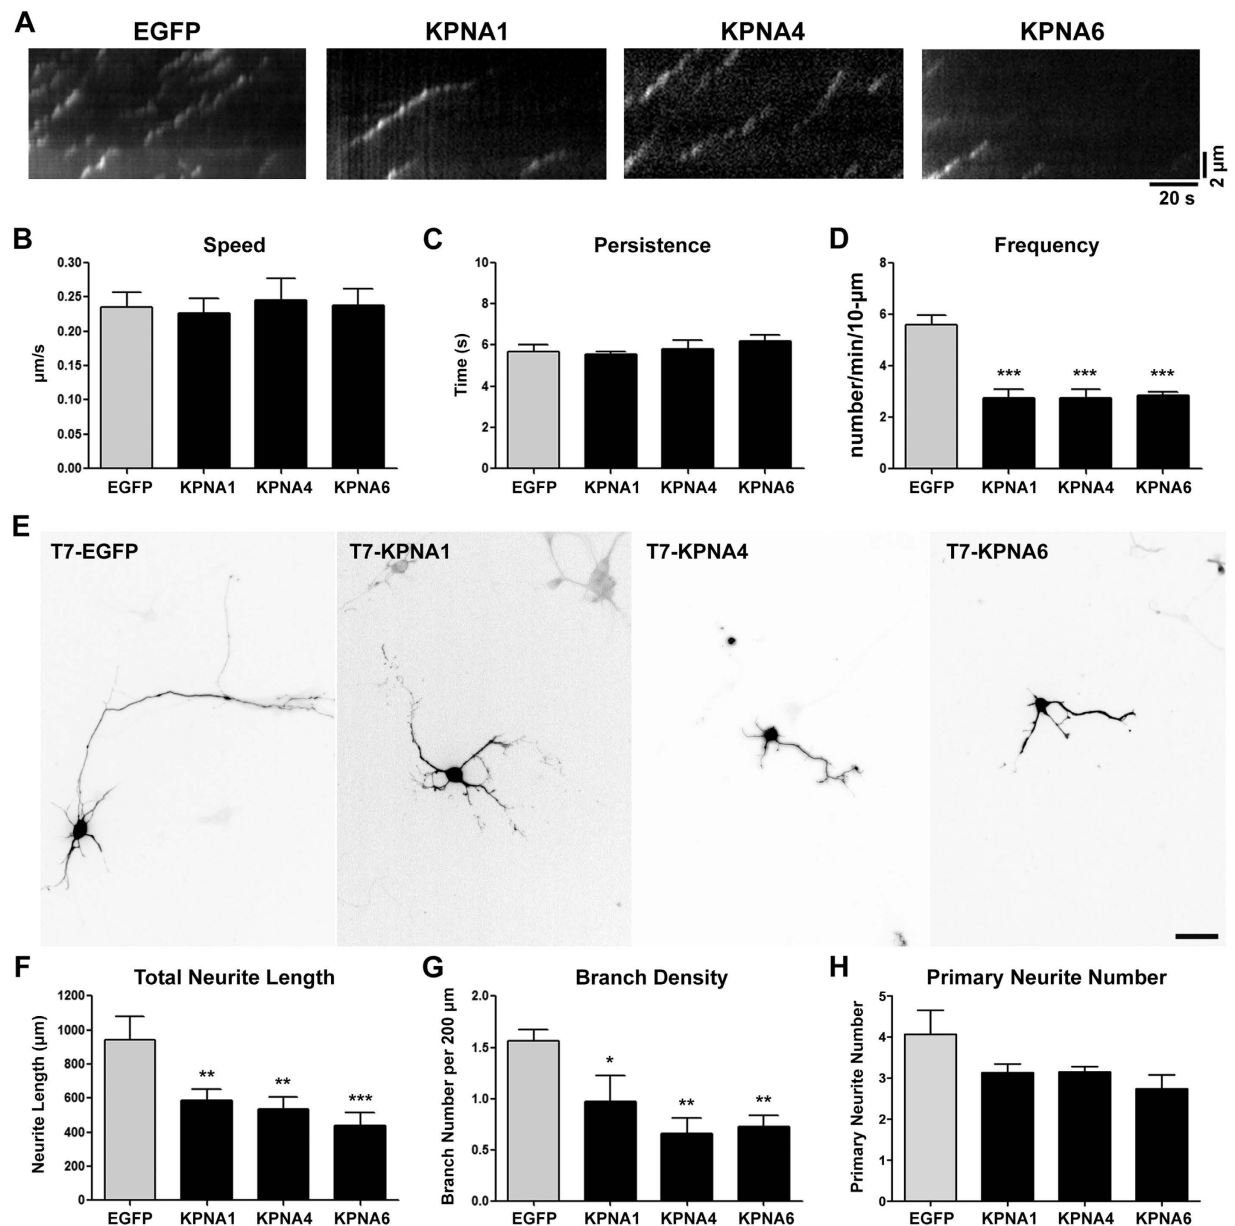 A
EGFP
KPNA1
KPNA4
KPNA6
2 µm
20 s
B
Speed
0.30
0.25
0.20
0.15
0.10
0.05
0.00
µm/s
EGFP
KPNA1
KPNA4
KPNA6
C
Persistence
10
8
6
4
2
0
Time (s)
EGFP
KPNA1
KPNA4
KPNA6
D
Frequency
8
6
4
2
0
number/min/10-µm
***
***
***
EGFP
KPNA1
KPNA4
KPNA6
E
T7-EGFP
T7-KPNA1
T7-KPNA4
T7-KPNA6
F
Total Neurite Length
1200
1000
800
600
400
200
0
Neurite Length (µm)
**
**
***
EGFP
KPNA1
KPNA4
KPNA6
G
Branch Density
2.0
1.5
1.0
0.5
0.0
Branch Number per 200 µm
*
**
**
EGFP
KPNA1
KPNA4
KPNA6
H
Primary Neurite Number
5
4
3
2
1
0
Primary Neurite Number
EGFP
KPNA1
KPNA4
KPNA6